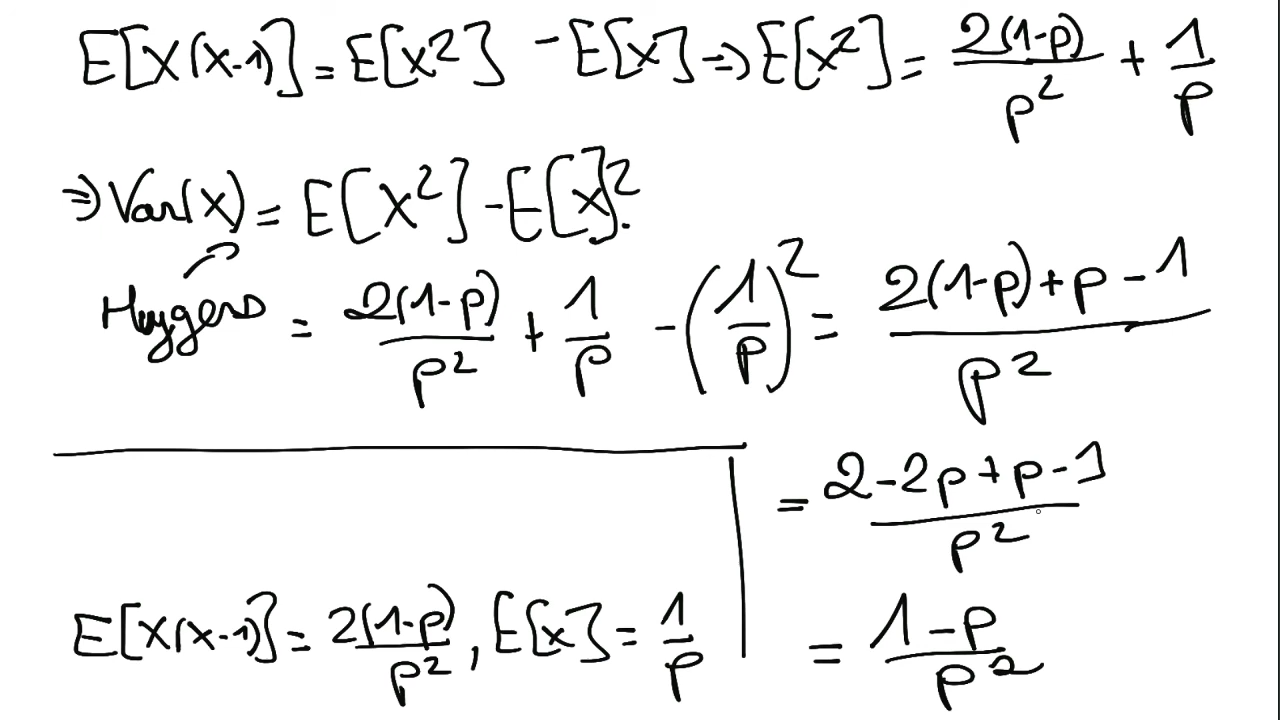 E[X(X-1)] = E[X²] - E[X] ⇒ E[X²] = 2(1-p)/p² + 1/p
⇒ Var(X) = E[X²] - E[X]².
Huygens = 2(1-p)/p² + 1/p - (1/p)² = (2(1-p)+p-1)/p²
= (2-2p+p-1)/p²
E[X(X-1)] = 2(1-p)/p², E[X] = 1/p
= (1-p)/p²